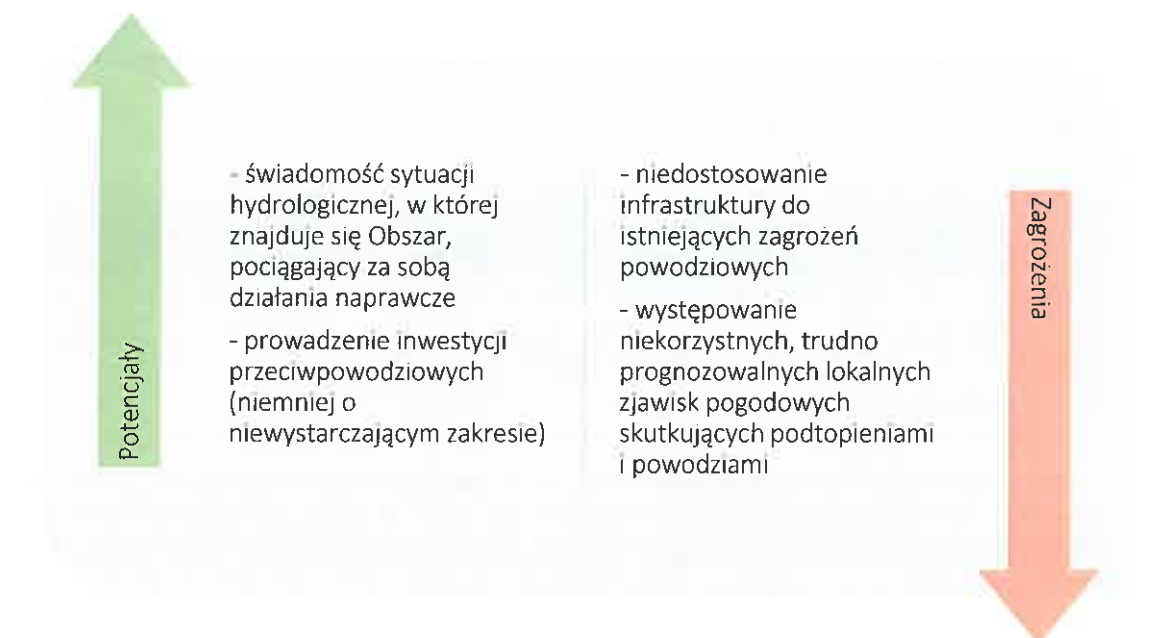 Potencjały
- świadomość sytuacji
hydrologicznej, w której
znajduje się Obszar,
pociągający za sobą
działania naprawcze
- prowadzenie inwestycji
przeciwpowodziowych
(niemniej o
niewystarczającym zakresie)
- niedostosowanie
infrastruktury do
istniejących zagrożeń
powodziowych
- występowanie
niekorzystnych, trudno
prognozowalnych lokalnych
zjawisk pogodowych
skutkujących podtopieniami
i powodziami
Zagrożenia